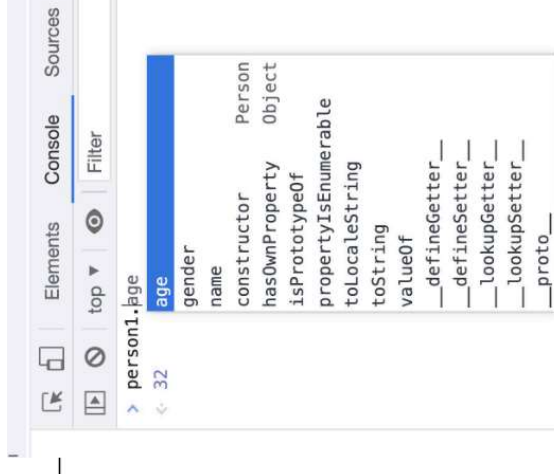 Elements Console Sources
top ▼ Filter
> person1.age
age
<· 32
gender
name
constructor Person
hasOwnProperty Object
isPrototypeOf
propertyIsEnumerable
toLocaleString
toString
valueOf
__defineGetter__
__defineSetter__
__lookupGetter__
__lookupSetter__
__proto__